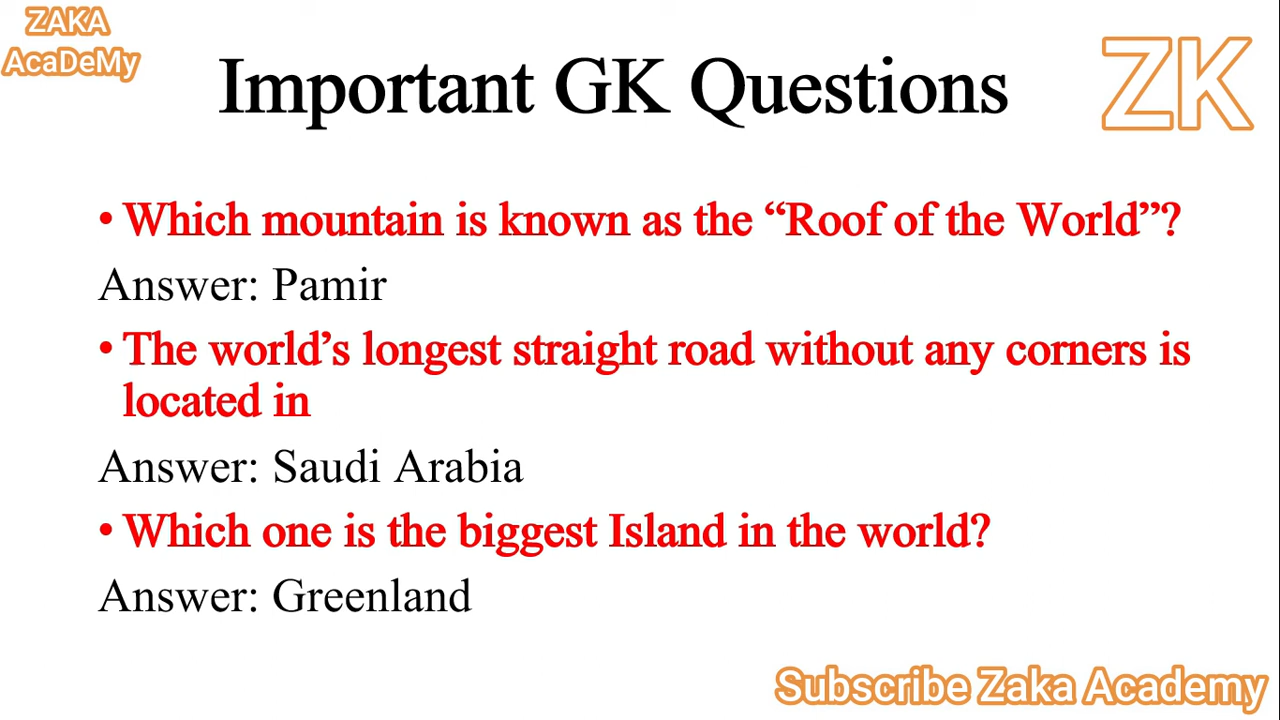 ZAKA
AcaDeMy
ZK
Important GK Questions
• Which mountain is known as the “Roof of the World”?
Answer: Pamir
• The world’s longest straight road without any corners is
located in
Answer: Saudi Arabia
• Which one is the biggest Island in the world?
Answer: Greenland
Subscribe Zaka Academy